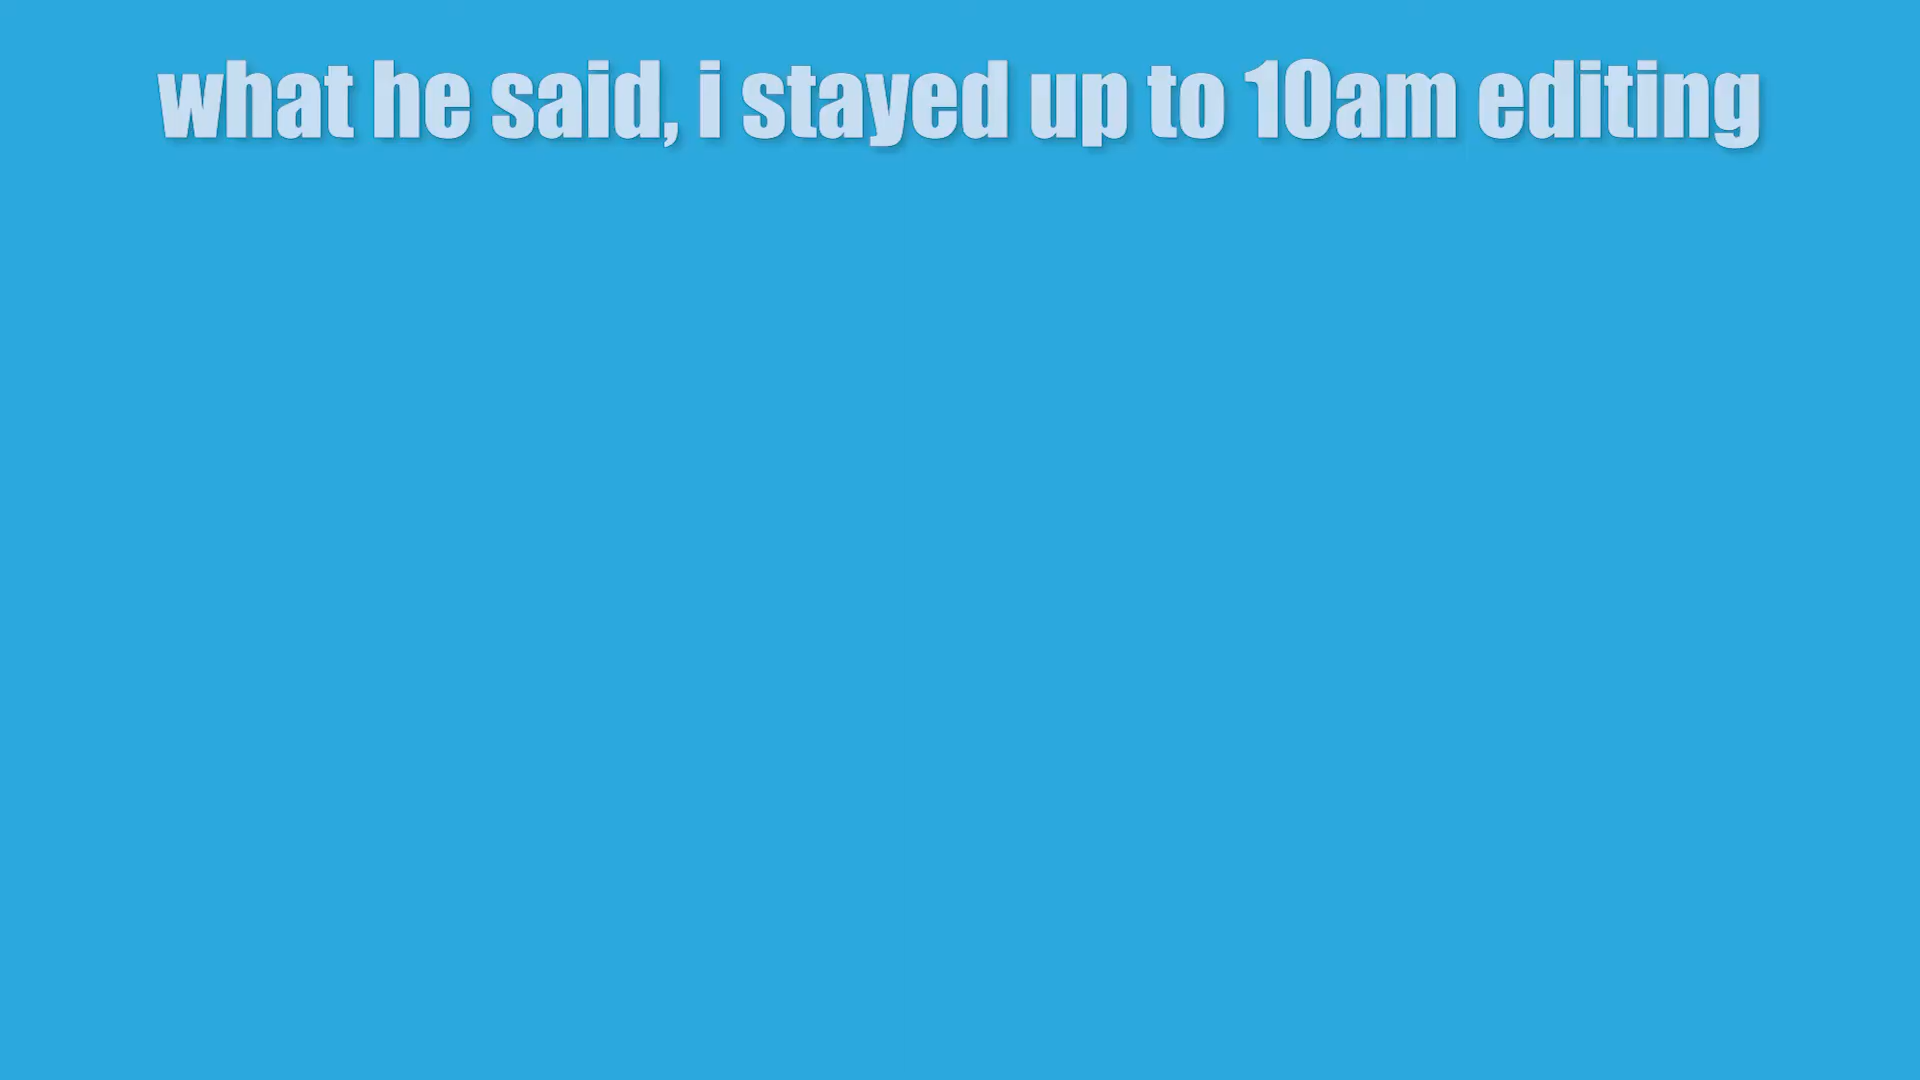 what he said, i stayed up to 10am editing